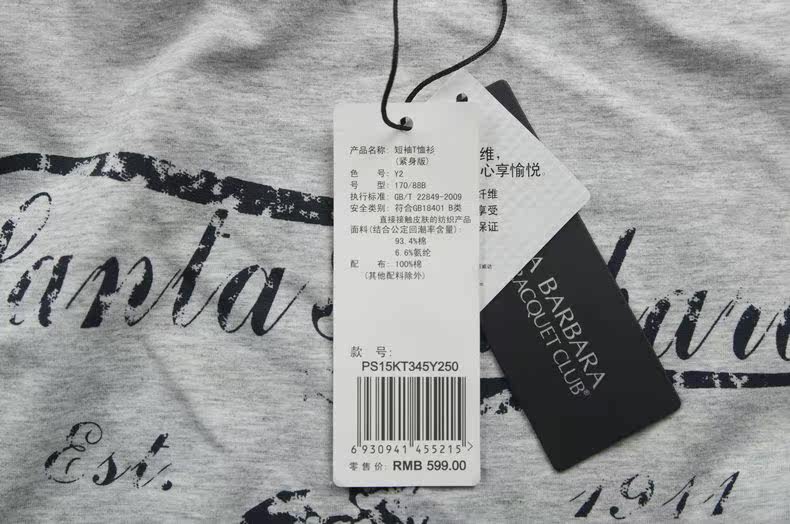 产品名称: 短袖T恤衫
(紧身版)
色 号: Y2
号 型: 170/88B
执行标准: GB/T 22849-2009
安全类别: 符合GB18401 B类
直接接触皮肤的纺织产品
面料(结合公定回潮率含量):
93.4%棉
6.6%氨纶
配 布: 100%棉
(其他配料除外)
款 号:
PS15KT345Y250
6 930941 455215
零售价: RMB 599.00
维,
心享愉悦
纤维
享受
保证
A BARBARA
RACQUET CLUB®
Santa
Est.
1911